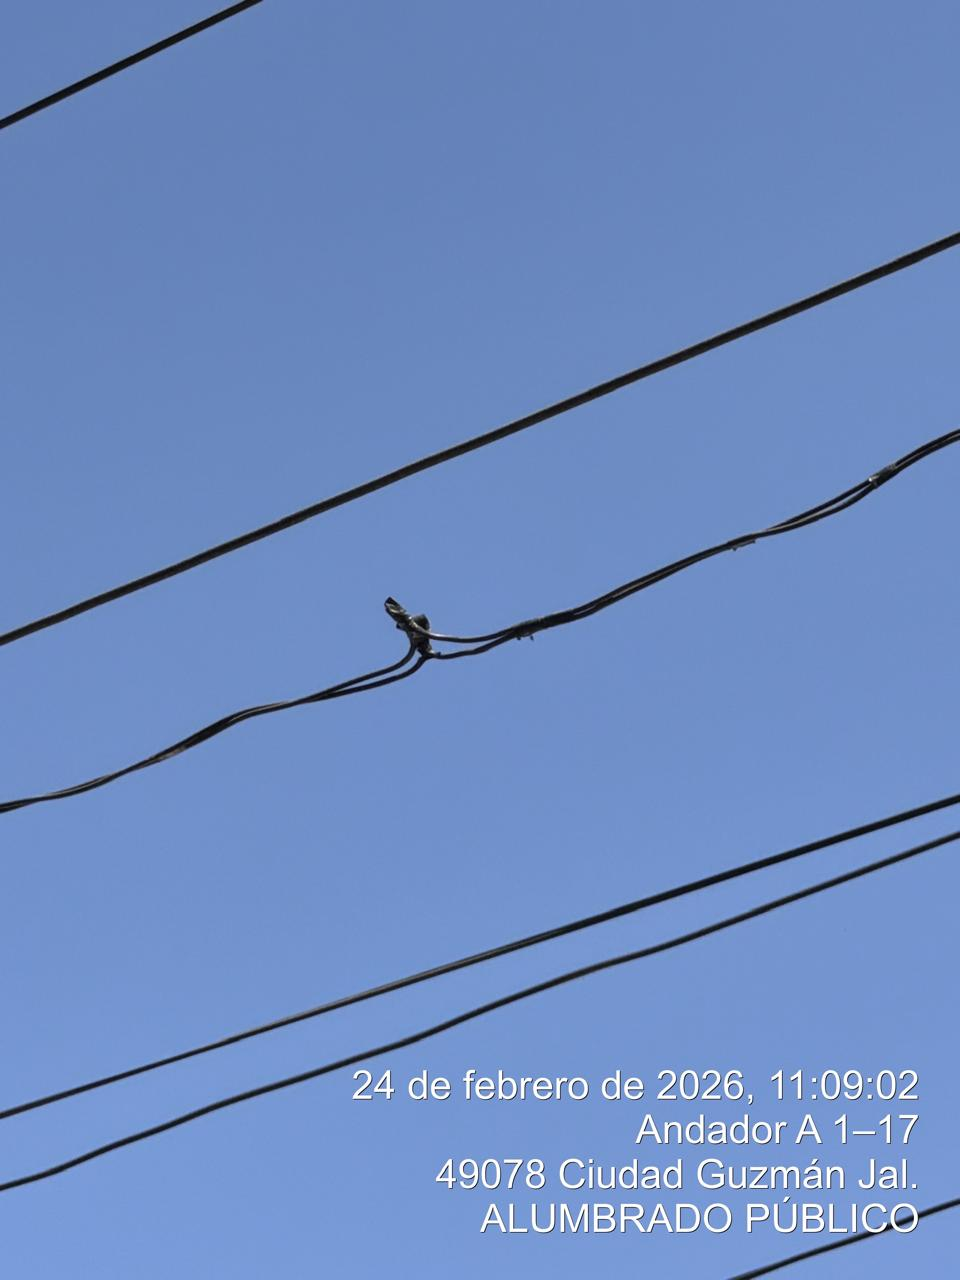 24 de febrero de 2026, 11:09:02
Andador A 1–17
49078 Ciudad Guzmán Jal.
ALUMBRADO PÚBLICO